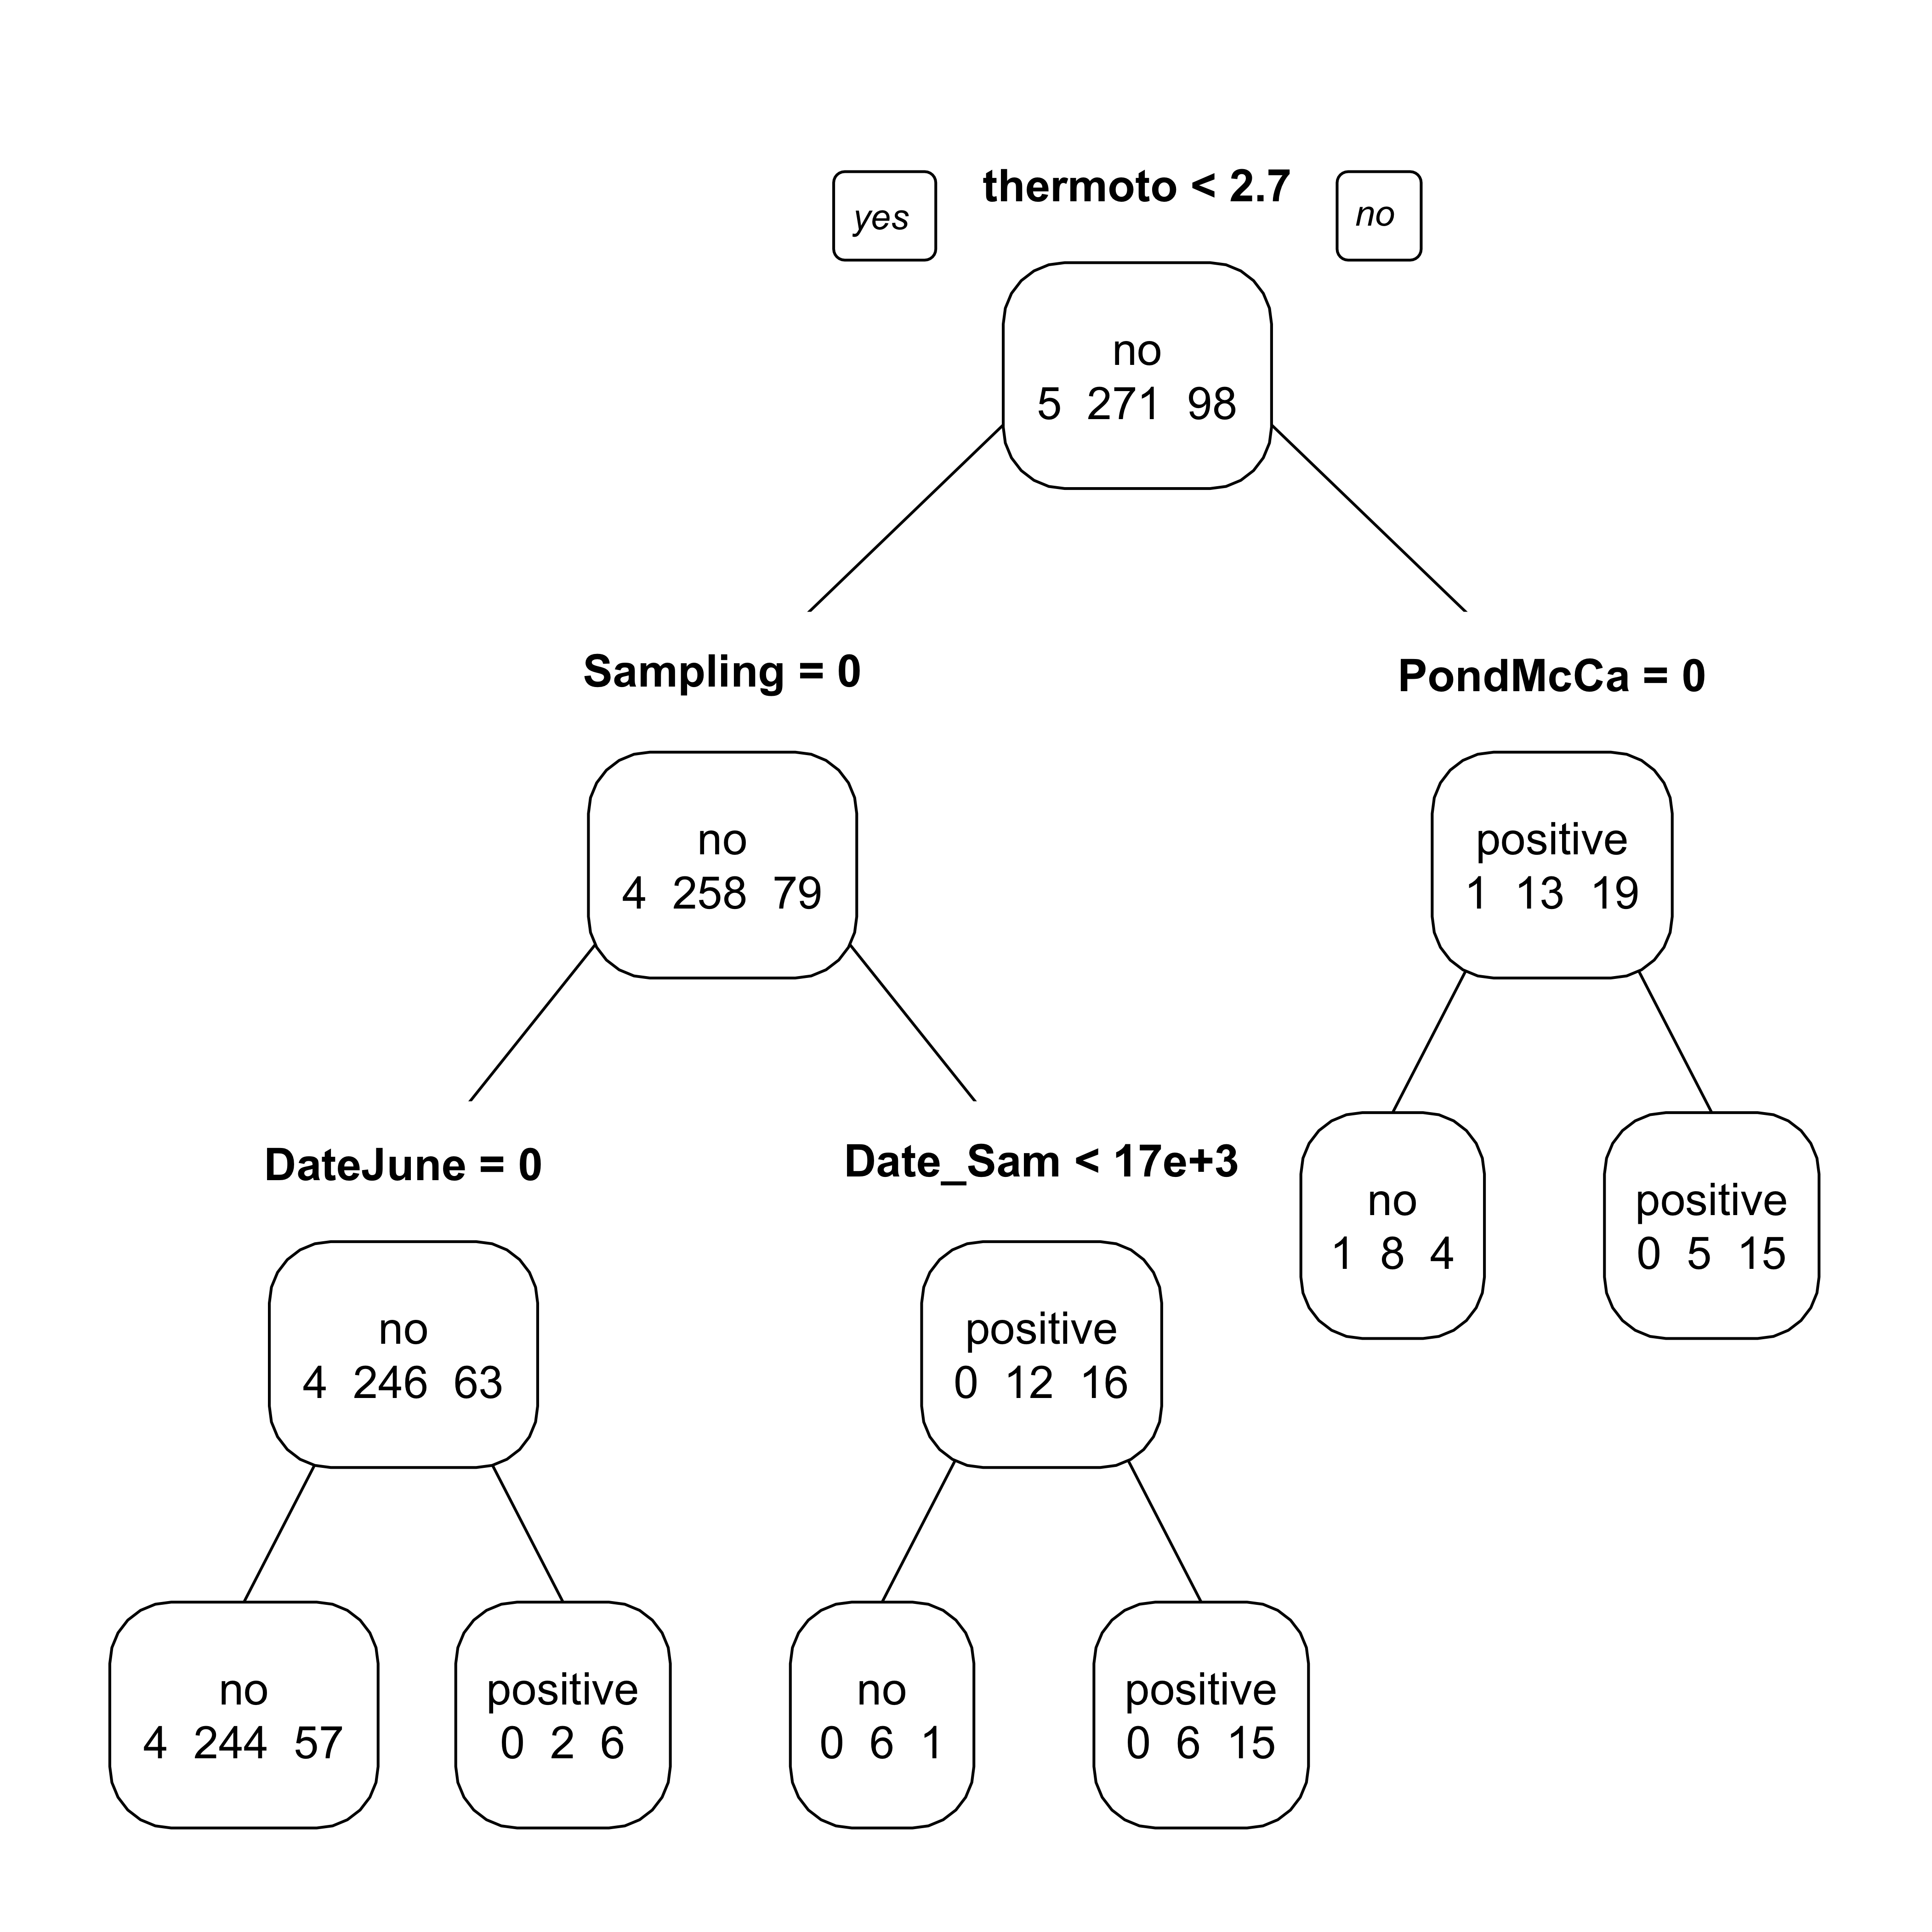 thermoto < 2.7
yes
no
no
5 271 98
Sampling = 0
PondMcCa = 0
no
4 258 79
positive
1 13 19
DateJune = 0
Date_Sam < 17e+3
no
1 8 4
positive
0 5 15
no
4 246 63
positive
0 12 16
no
4 244 57
positive
0 2 6
no
0 6 1
positive
0 6 15